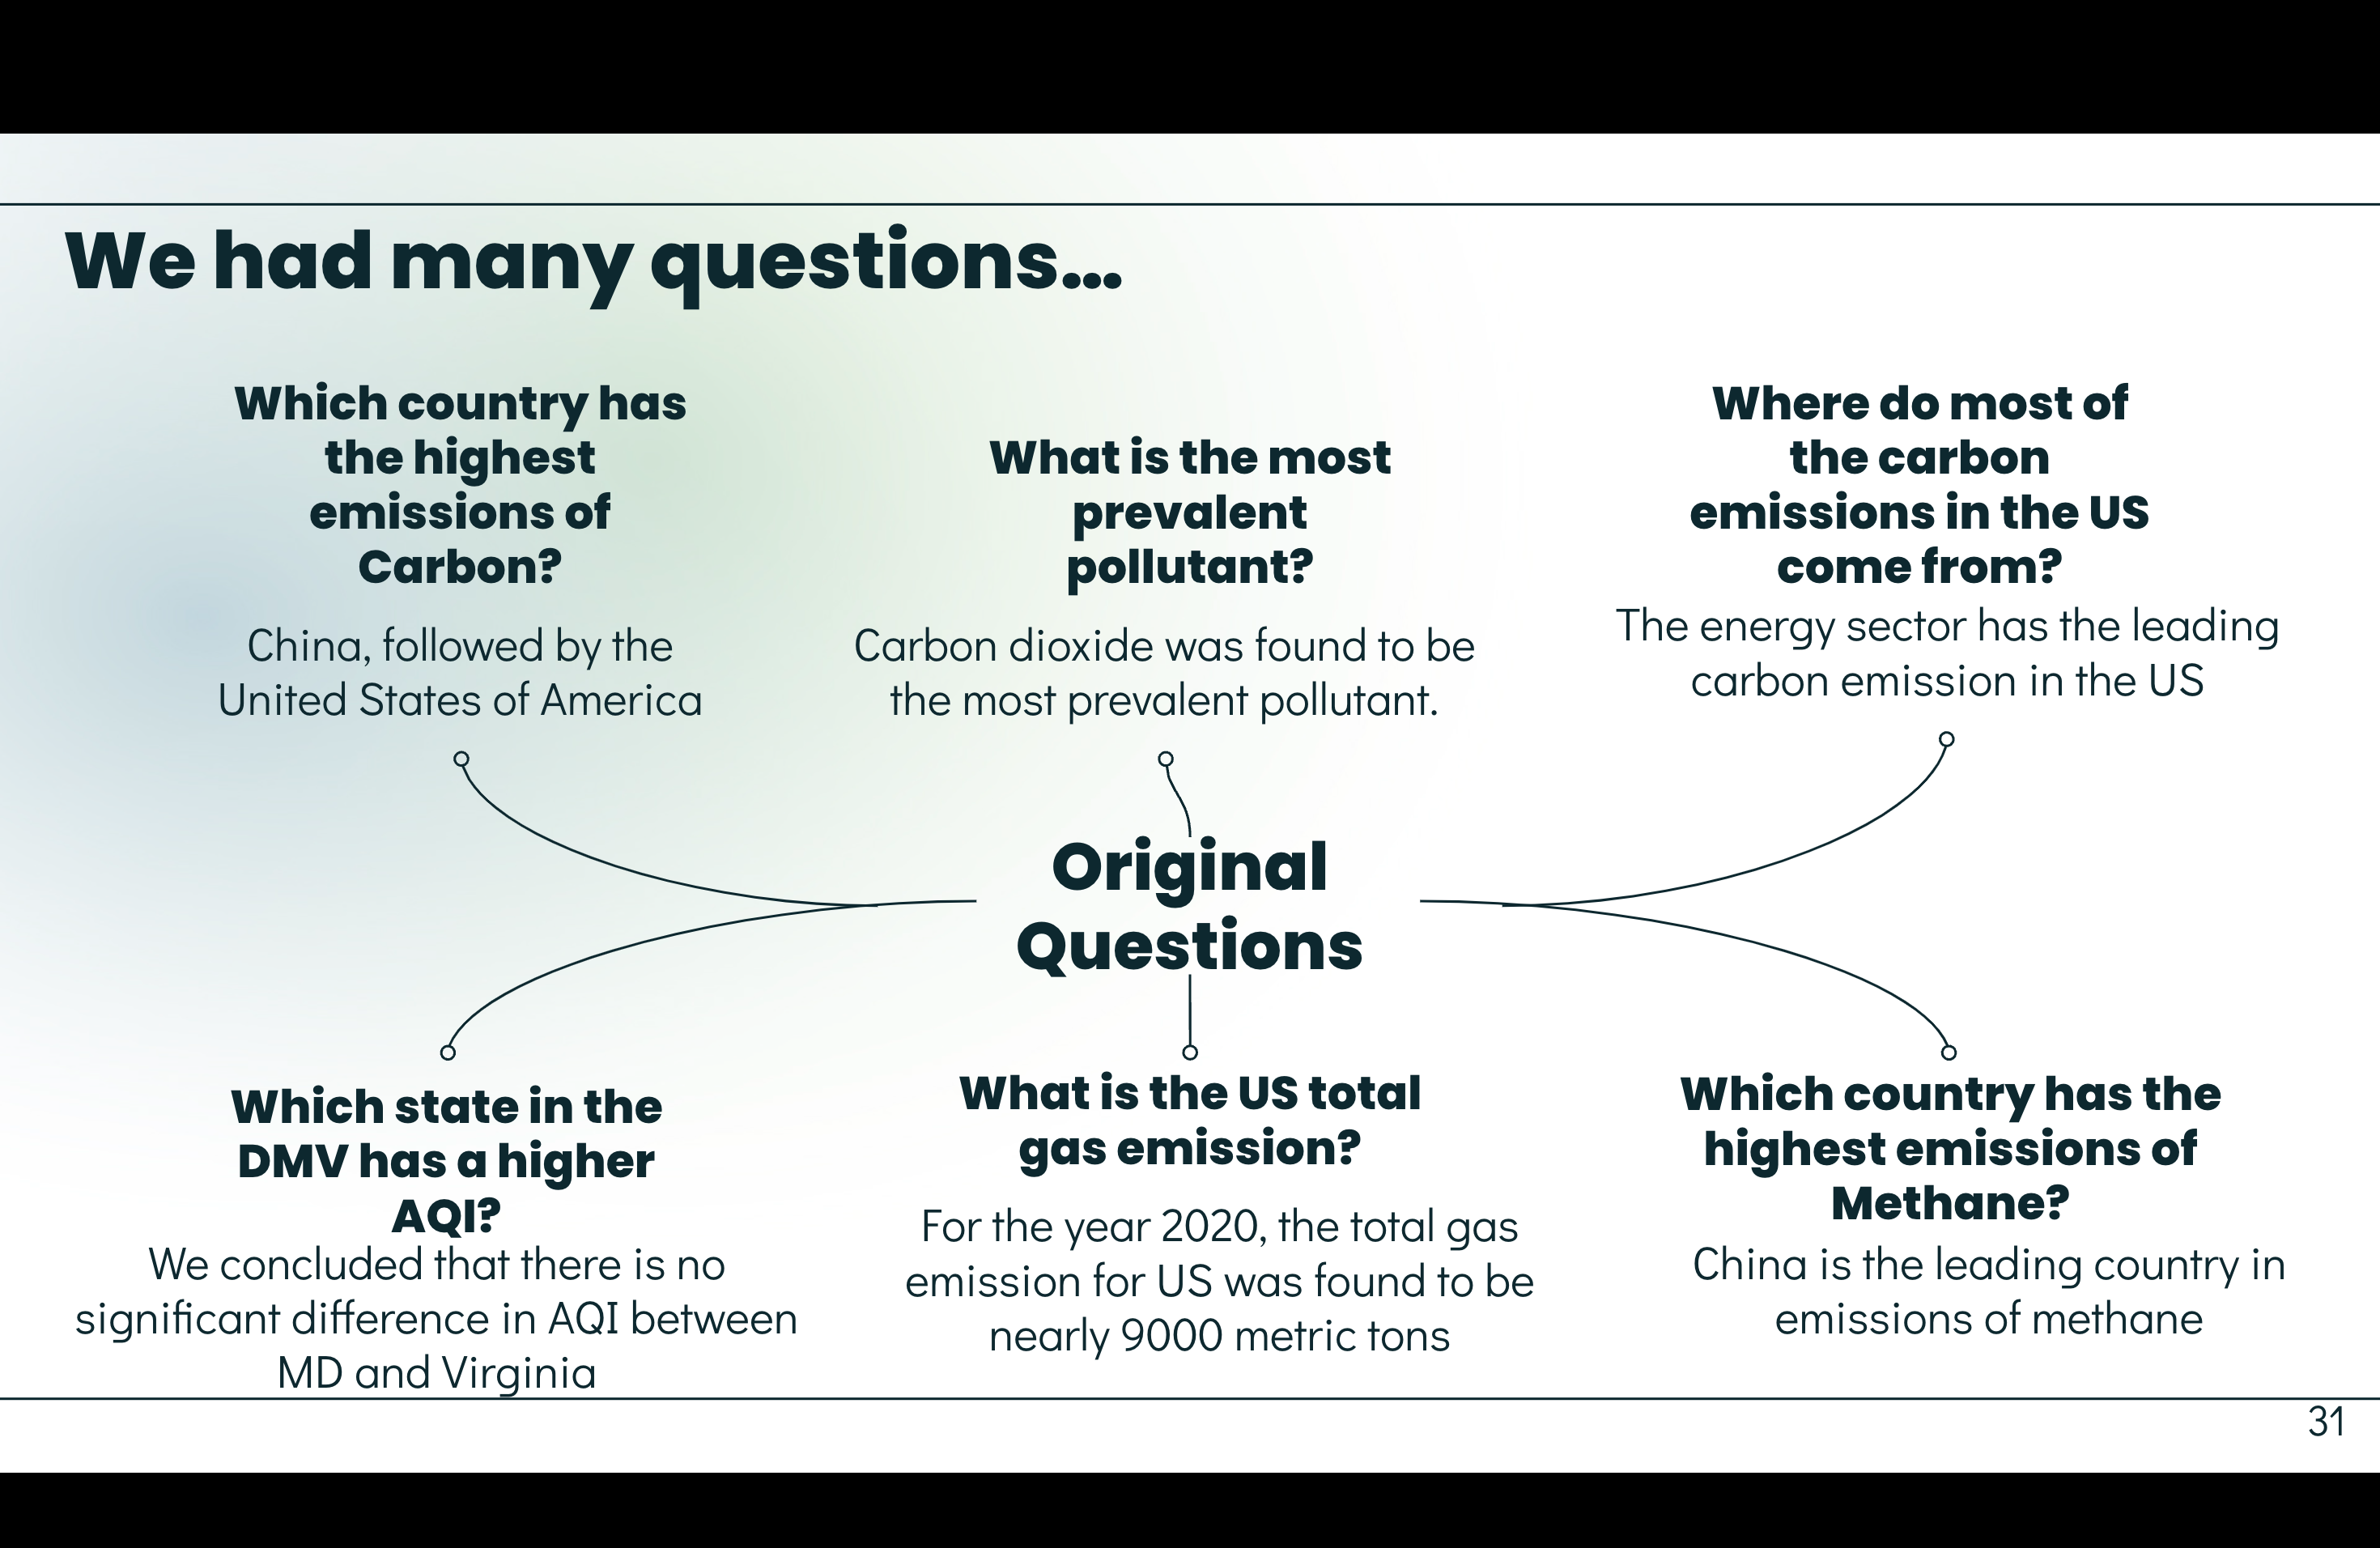 We had many questions...
Which country has
the highest
emissions of
Carbon?
China, followed by the
United States of America
What is the most
prevalent
pollutant?
Carbon dioxide was found to be
the most prevalent pollutant.
Where do most of
the carbon
emissions in the US
come from?
The energy sector has the leading
carbon emission in the US
Original
Questions
Which state in the
DMV has a higher
AQI?
We concluded that there is no
significant difference in AQI between
MD and Virginia
What is the US total
gas emission?
For the year 2020, the total gas
emission for US was found to be
nearly 9000 metric tons
Which country has the
highest emissions of
Methane?
China is the leading country in
emissions of methane
31